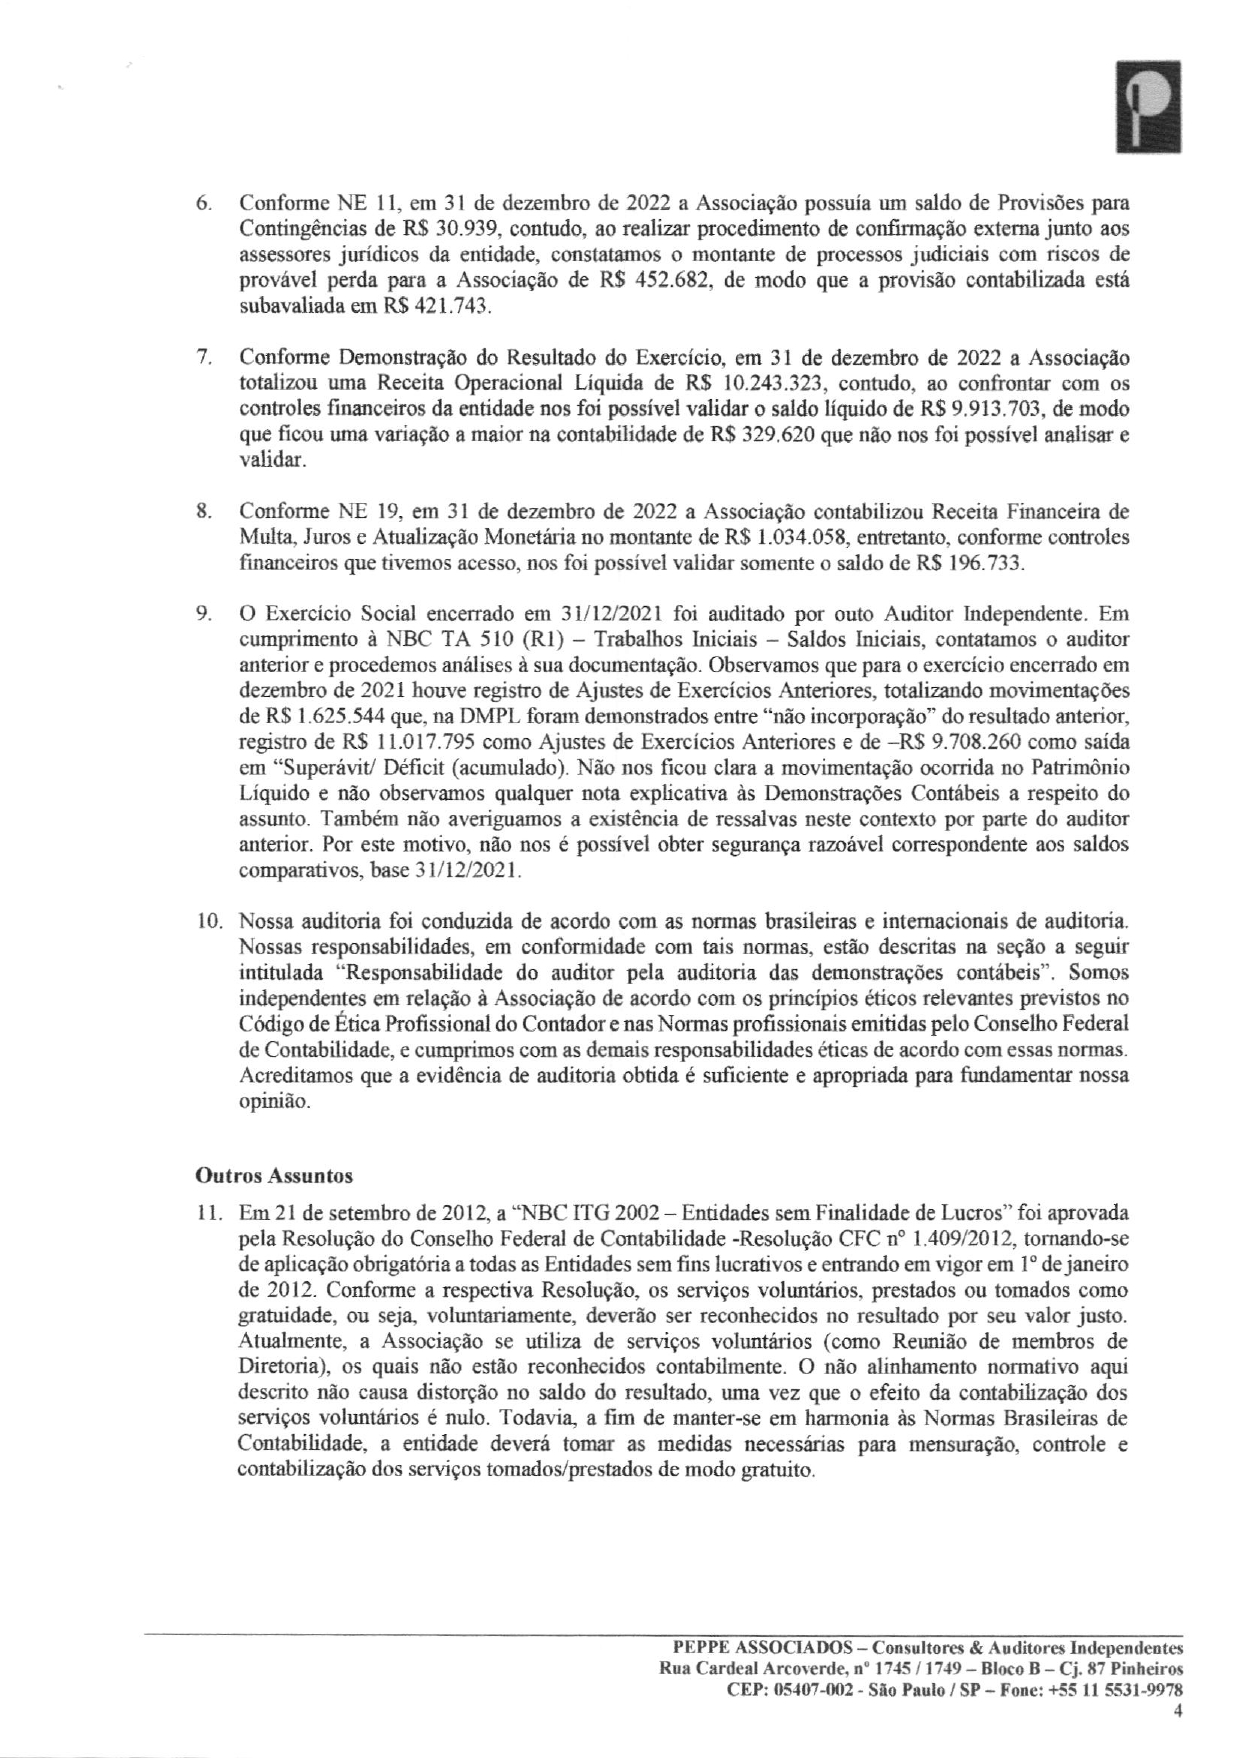 6. Conforme NE 11, em 31 de dezembro de 2022 a Associação possuía um saldo de Provisões para
Contingências de R$ 30.939, contudo, ao realizar procedimento de confirmação externa junto aos
assessores jurídicos da entidade, constatamos o montante de processos judiciais com riscos de
provável perda para a Associação de R$ 452.682, de modo que a provisão contabilizada está
subavaliada em R$ 421.743.
7. Conforme Demonstração do Resultado do Exercício, em 31 de dezembro de 2022 a Associação
totalizou uma Receita Operacional Líquida de R$ 10.243.323, contudo, ao confrontar com os
controles financeiros da entidade nos foi possível validar o saldo líquido de R$ 9.913.703, de modo
que ficou uma variação a maior na contabilidade de R$ 329.620 que não nos foi possível analisar e
validar.
8. Conforme NE 19, em 31 de dezembro de 2022 a Associação contabilizou Receita Financeira de
Multa, Juros e Atualização Monetária no montante de R$ 1.034.058, entretanto, conforme controles
financeiros que tivemos acesso, nos foi possível validar somente o saldo de R$ 196.733.
9. O Exercício Social encerrado em 31/12/2021 foi auditado por outo Auditor Independente. Em
cumprimento à NBC TA 510 (R1) – Trabalhos Iniciais – Saldos Iniciais, contatamos o auditor
anterior e procedemos análises à sua documentação. Observamos que para o exercício encerrado em
dezembro de 2021 houve registro de Ajustes de Exercícios Anteriores, totalizando movimentações
de R$ 1.625.544 que, na DMPL foram demonstrados entre “não incorporação” do resultado anterior,
registro de R$ 11.017.795 como Ajustes de Exercícios Anteriores e de –R$ 9.708.260 como saída
em “Superávit/ Déficit (acumulado). Não nos ficou clara a movimentação ocorrida no Patrimônio
Líquido e não observamos qualquer nota explicativa às Demonstrações Contábeis a respeito do
assunto. Também não averiguamos a existência de ressalvas neste contexto por parte do auditor
anterior. Por este motivo, não nos é possível obter segurança razoável correspondente aos saldos
comparativos, base 31/12/2021.
10. Nossa auditoria foi conduzida de acordo com as normas brasileiras e internacionais de auditoria.
Nossas responsabilidades, em conformidade com tais normas, estão descritas na seção a seguir
intitulada “Responsabilidade do auditor pela auditoria das demonstrações contábeis”. Somos
independentes em relação à Associação de acordo com os princípios éticos relevantes previstos no
Código de Ética Profissional do Contador e nas Normas profissionais emitidas pelo Conselho Federal
de Contabilidade, e cumprimos com as demais responsabilidades éticas de acordo com essas normas.
Acreditamos que a evidência de auditoria obtida é suficiente e apropriada para fundamentar nossa
opinião.
Outros Assuntos
11. Em 21 de setembro de 2012, a “NBC ITG 2002 – Entidades sem Finalidade de Lucros” foi aprovada
pela Resolução do Conselho Federal de Contabilidade -Resolução CFC nº 1.409/2012, tornando-se
de aplicação obrigatória a todas as Entidades sem fins lucrativos e entrando em vigor em 1º de janeiro
de 2012. Conforme a respectiva Resolução, os serviços voluntários, prestados ou tomados como
gratuidade, ou seja, voluntariamente, deverão ser reconhecidos no resultado por seu valor justo.
Atualmente, a Associação se utiliza de serviços voluntários (como Reunião de membros de
Diretoria), os quais não estão reconhecidos contabilmente. O não alinhamento normativo aqui
descrito não causa distorção no saldo do resultado, uma vez que o efeito da contabilização dos
serviços voluntários é nulo. Todavia, a fim de manter-se em harmonia às Normas Brasileiras de
Contabilidade, a entidade deverá tomar as medidas necessárias para mensuração, controle e
contabilização dos serviços tomados/prestados de modo gratuito.
PEPPE ASSOCIADOS – Consultores & Auditores Independentes
Rua Cardeal Arcoverde, nº 1745 / 1749 – Bloco B – Cj. 87 Pinheiros
CEP: 05407-002 - São Paulo / SP – Fone: +55 11 5531-9978
4